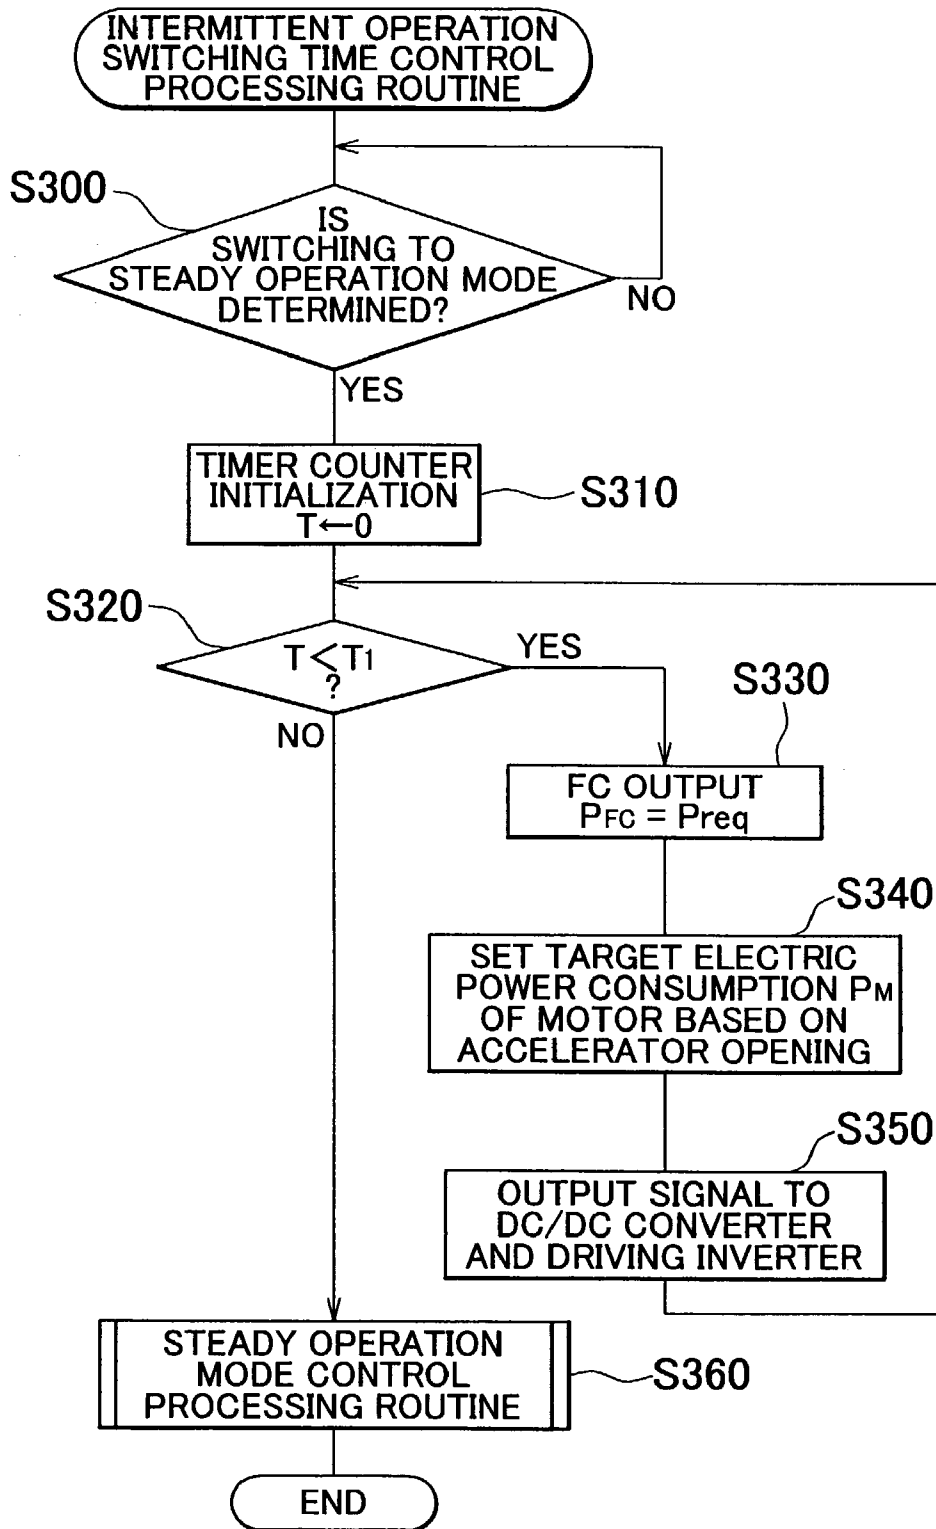 INTERMITTENT OPERATION
SWITCHING TIME CONTROL
PROCESSING ROUTINE
S300
IS
SWITCHING TO
STEADY OPERATION MODE
DETERMINED?
NO
YES
TIMER COUNTER
INITIALIZATION
T←0
S310
S320
T<T1
?
YES
NO
S330
FC OUTPUT
PFC = Preq
S340
SET TARGET ELECTRIC
POWER CONSUMPTION PM
OF MOTOR BASED ON
ACCELERATOR OPENING
S350
OUTPUT SIGNAL TO
DC/DC CONVERTER
AND DRIVING INVERTER
STEADY OPERATION
MODE CONTROL
PROCESSING ROUTINE
S360
END